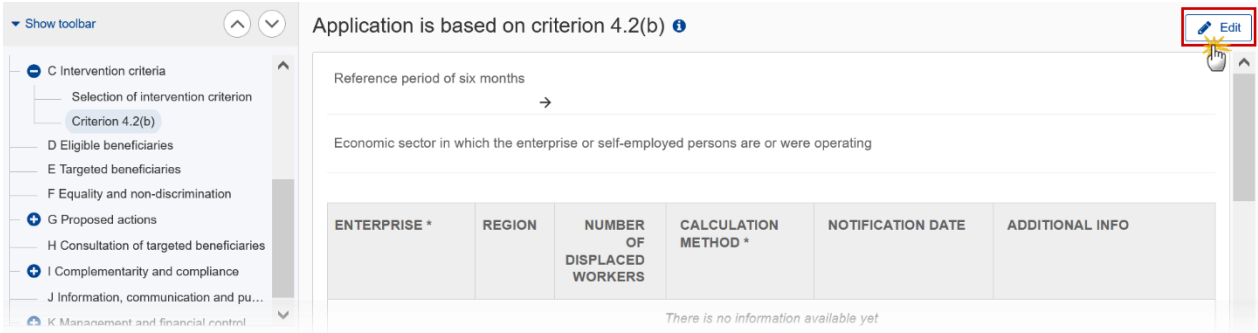 Show toolbar
C Intervention criteria
Selection of intervention criterion
Criterion 4.2(b)
D Eligible beneficiaries
E Targeted beneficiaries
F Equality and non-discrimination
G Proposed actions
H Consultation of targeted beneficiaries
I Complementarity and compliance
J Information, communication and pu...
K Management and financial control
Application is based on criterion 4.2(b)
Edit
Reference period of six months
Economic sector in which the enterprise or self-employed persons are or were operating
ENTERPRISE * REGION NUMBER CALCULATION NOTIFICATION DATE ADDITIONAL INFO
OF METHOD *
DISPLACED
WORKERS
There is no information available yet